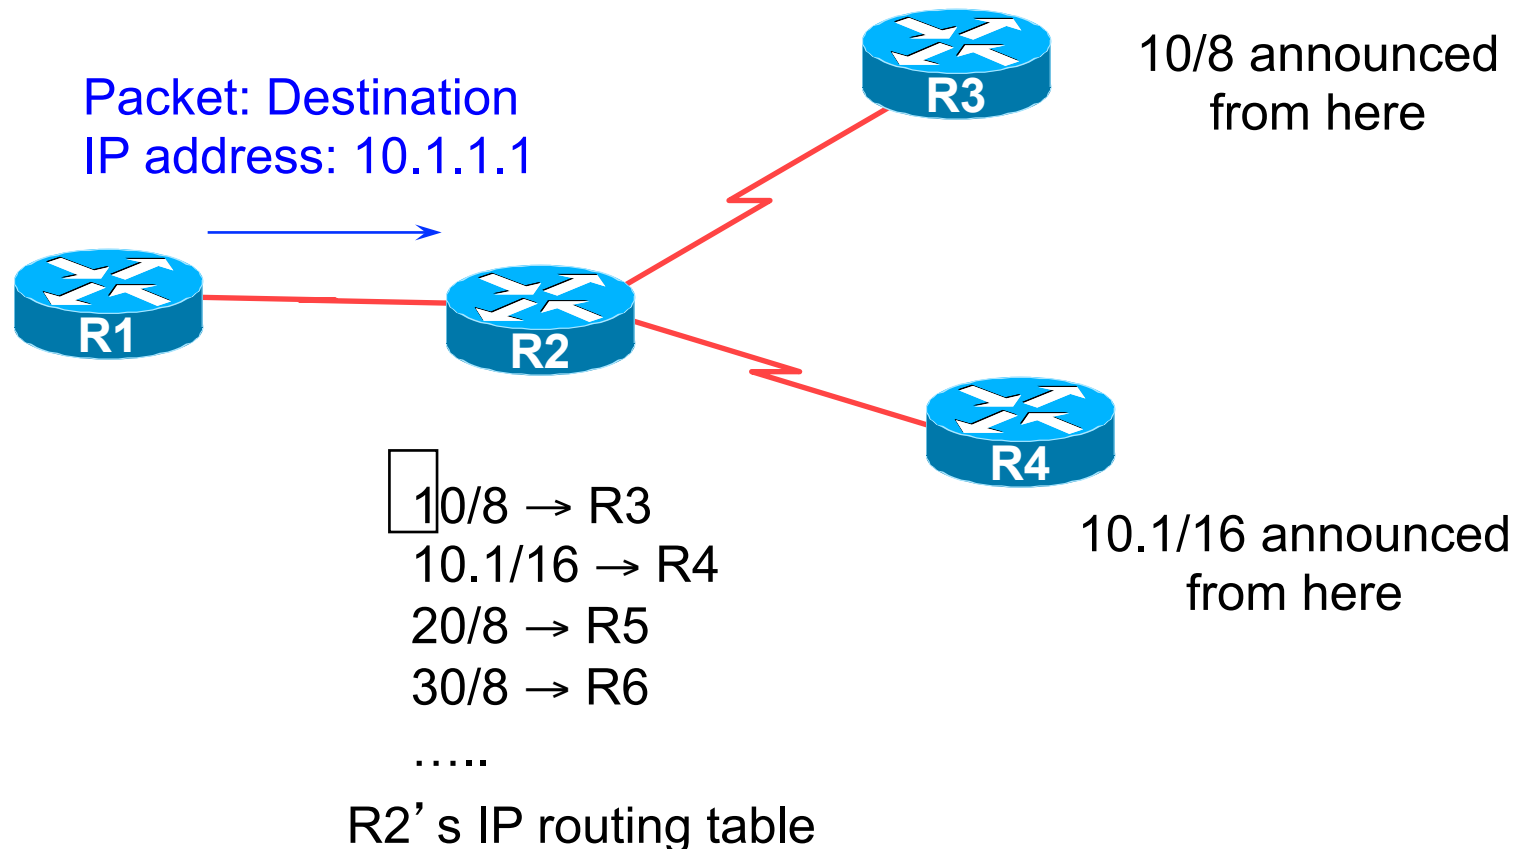 Packet: Destination
IP address: 10.1.1.1
R3
10/8 announced
from here
R1
R2
R4
10.1/16 announced
from here
10/8 → R3
10.1/16 → R4
20/8 → R5
30/8 → R6
…..
R2’s IP routing table